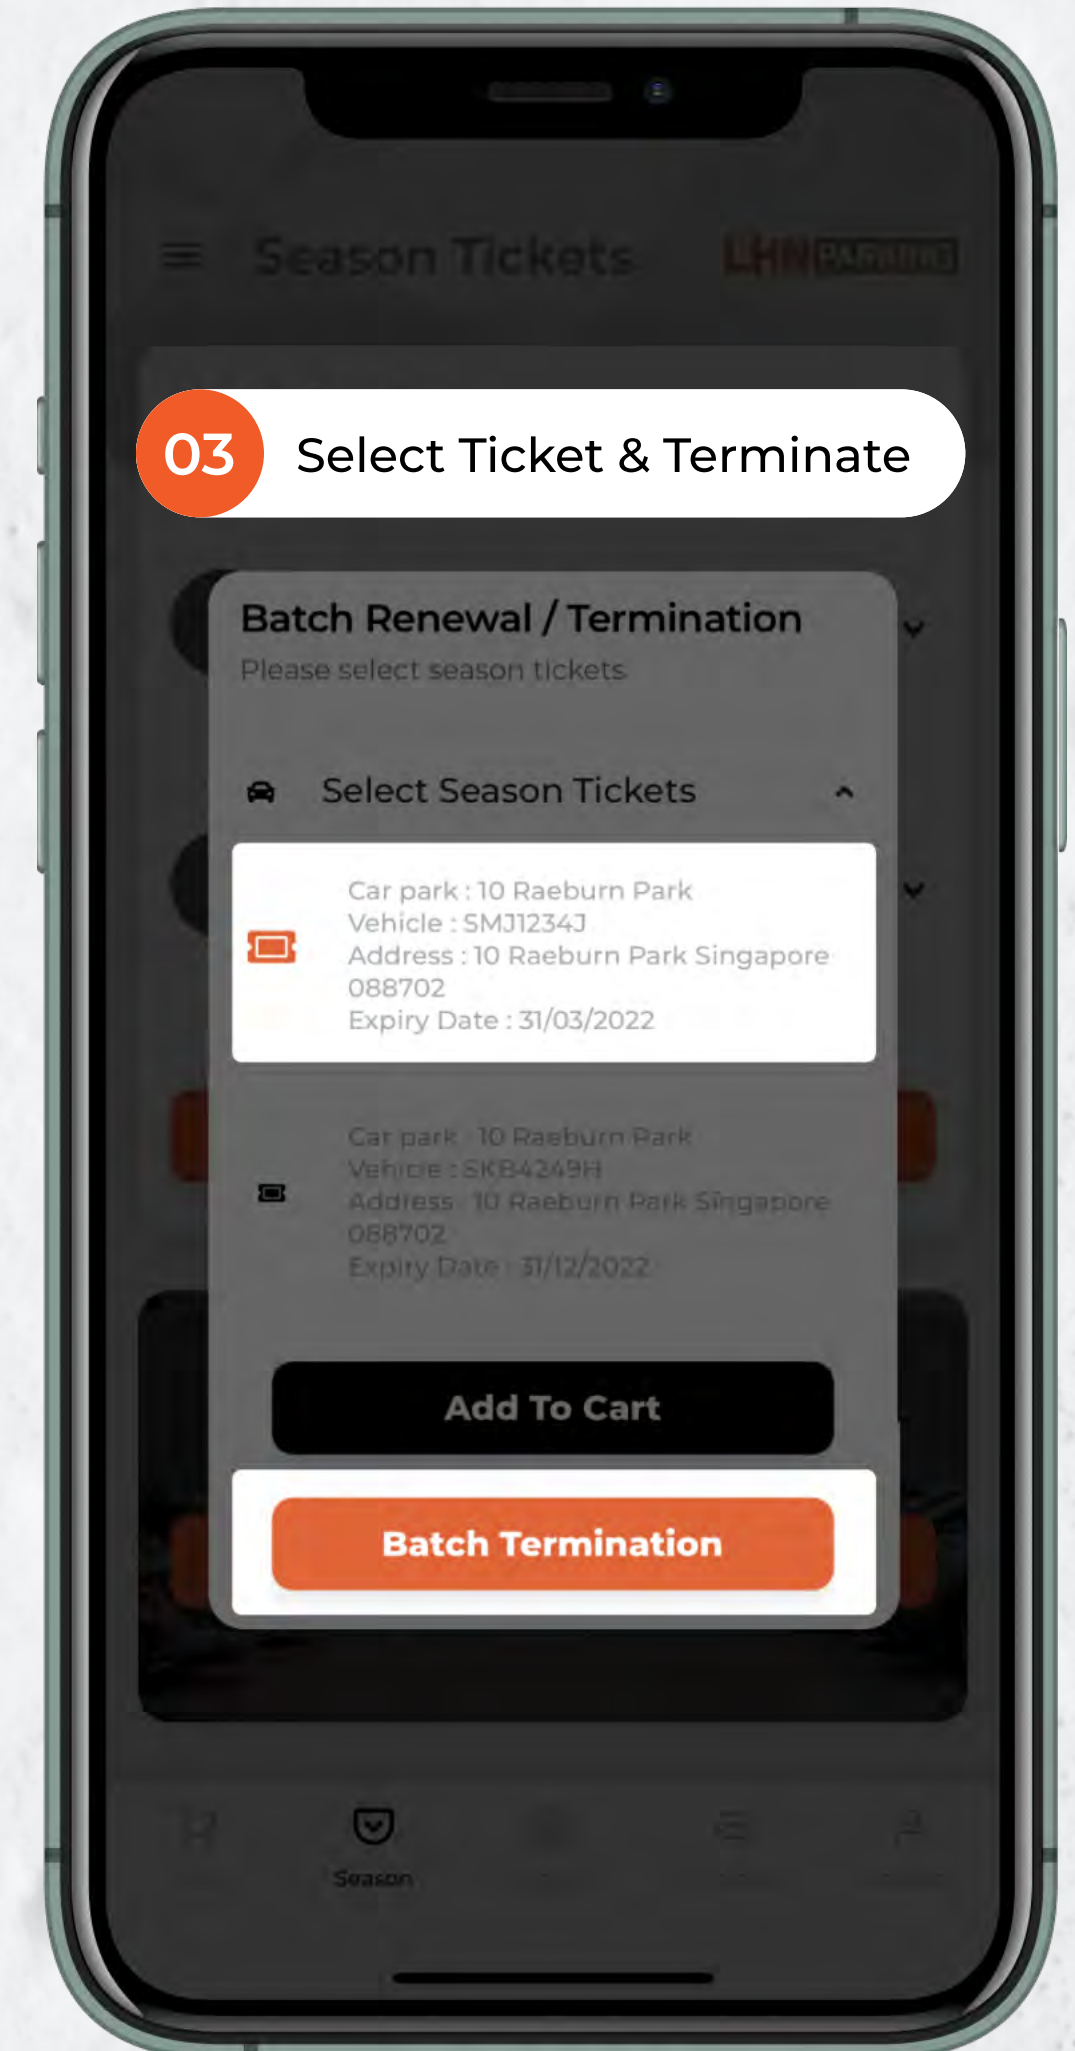 Season Tickets
LHN PARKING
03
Select Ticket & Terminate
Batch Renewal / Termination
Please select season tickets
Select Season Tickets
Car park : 10 Raeburn Park
Vehicle : SMJ1234J
Address : 10 Raeburn Park Singapore
088702
Expiry Date : 31/03/2022
Car park : 10 Raeburn Park
Vehicle : SKB4249H
Address : 10 Raeburn Park Singapore
088702
Expiry Date : 31/12/2022
Add To Cart
Batch Termination
Season